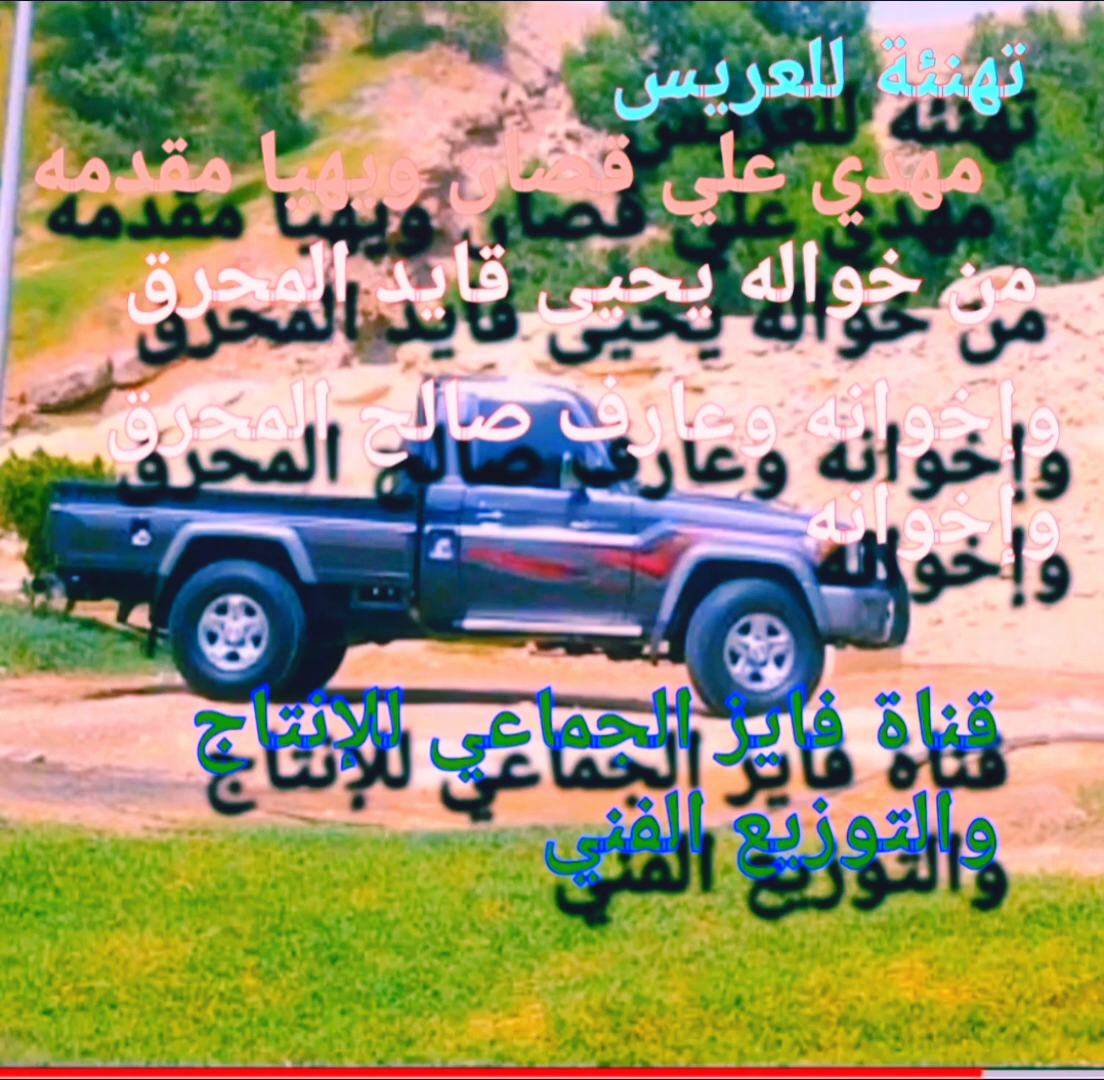 تهنئة للعريس
مهدي علي قصان ويهيا مقدمه
من خواله يحيى قايد المحرق
وإخوانه وعارف صالح المحرق
وإخوانه
قناة فايز الجماعي للإنتاج
والتوزيع الفني